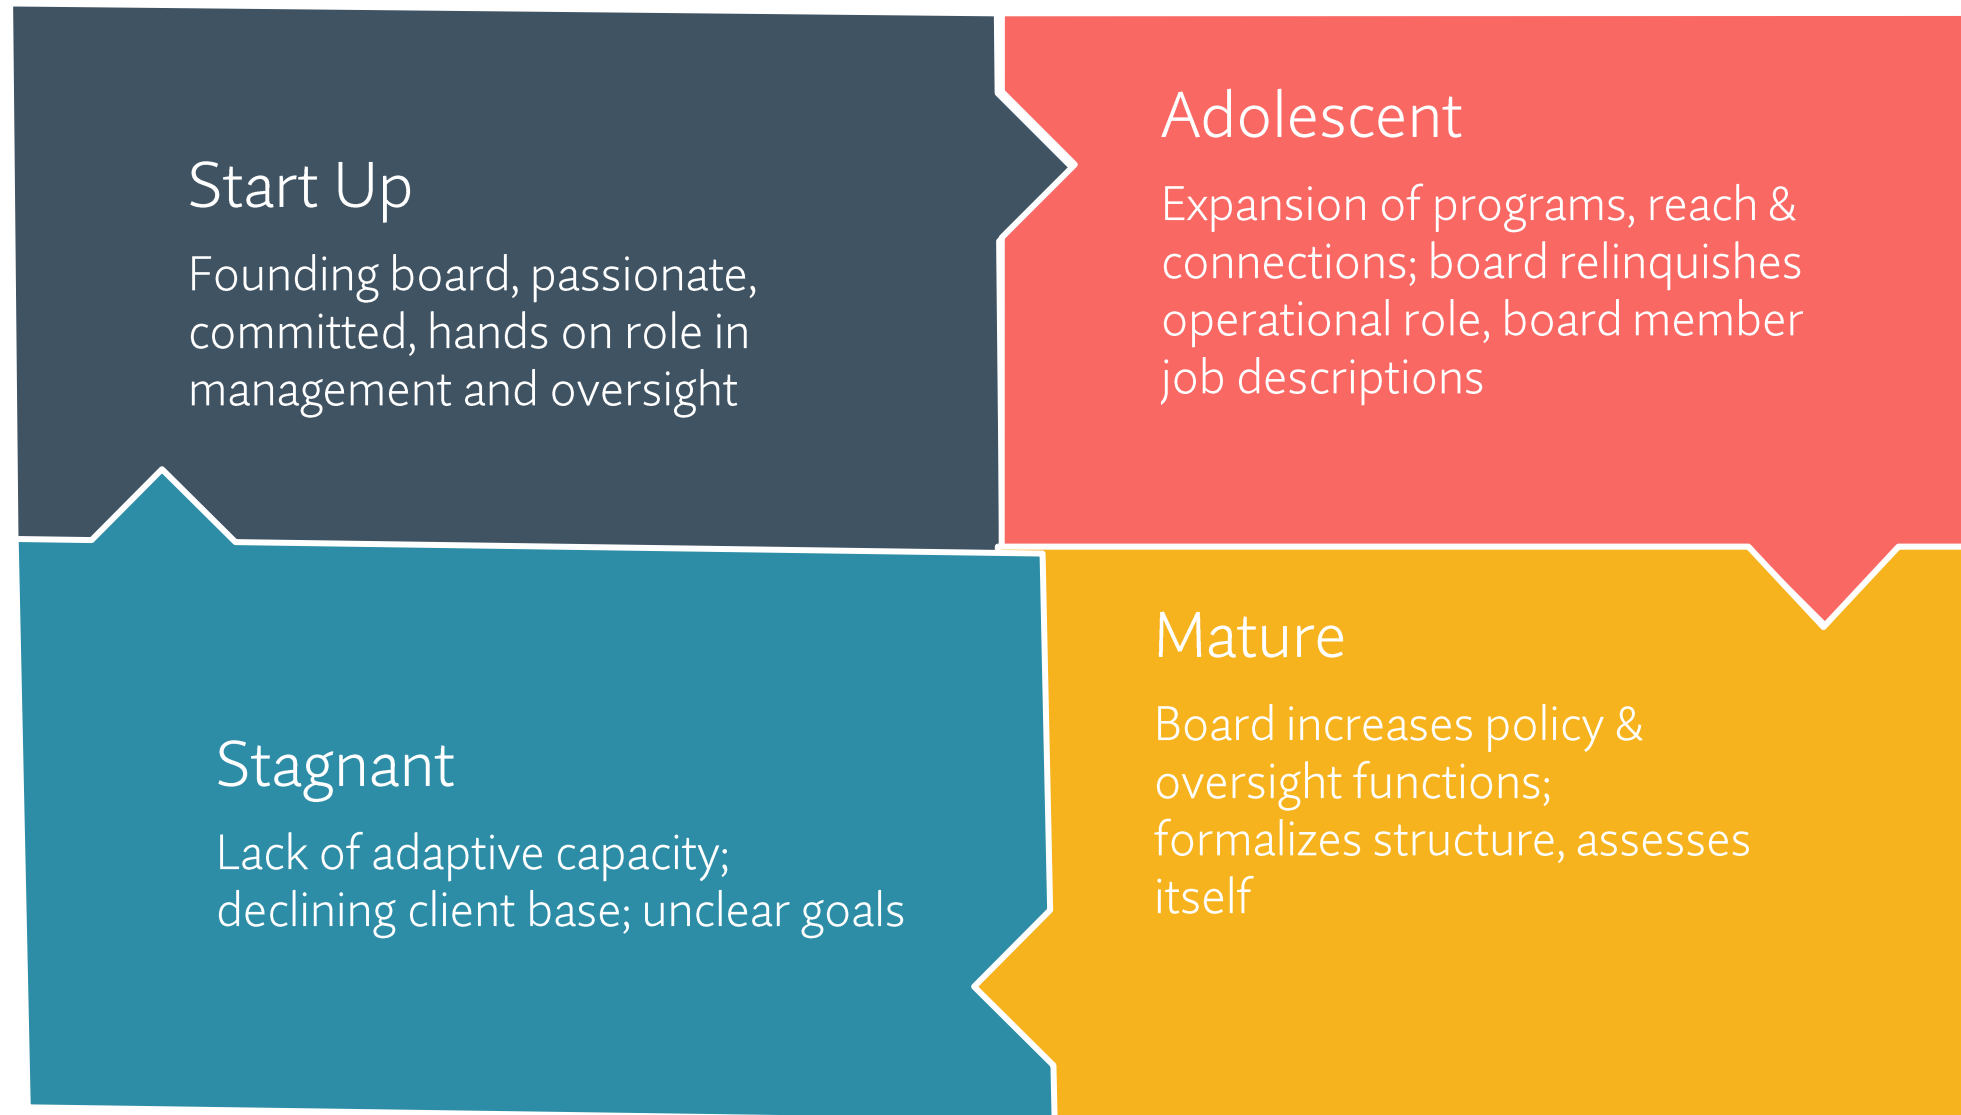 Start Up
Founding board, passionate,
committed, hands on role in
management and oversight
Adolescent
Expansion of programs, reach &
connections; board relinquishes
operational role, board member
job descriptions
Stagnant
Lack of adaptive capacity;
declining client base; unclear goals
Mature
Board increases policy &
oversight functions;
formalizes structure, assesses
itself